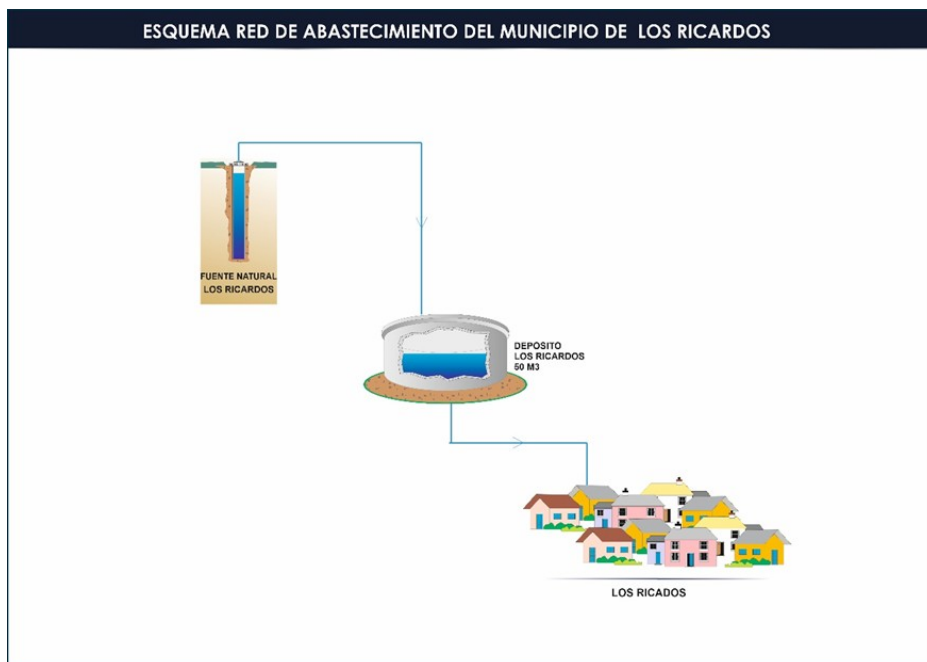 ESQUEMA RED DE ABASTECIMIENTO DEL MUNICIPIO DE LOS RICARDOS
FUENTE NATURAL
LOS RICARDOS
DEPOSITO
LOS RICARDOS
50 M3
LOS RICADOS